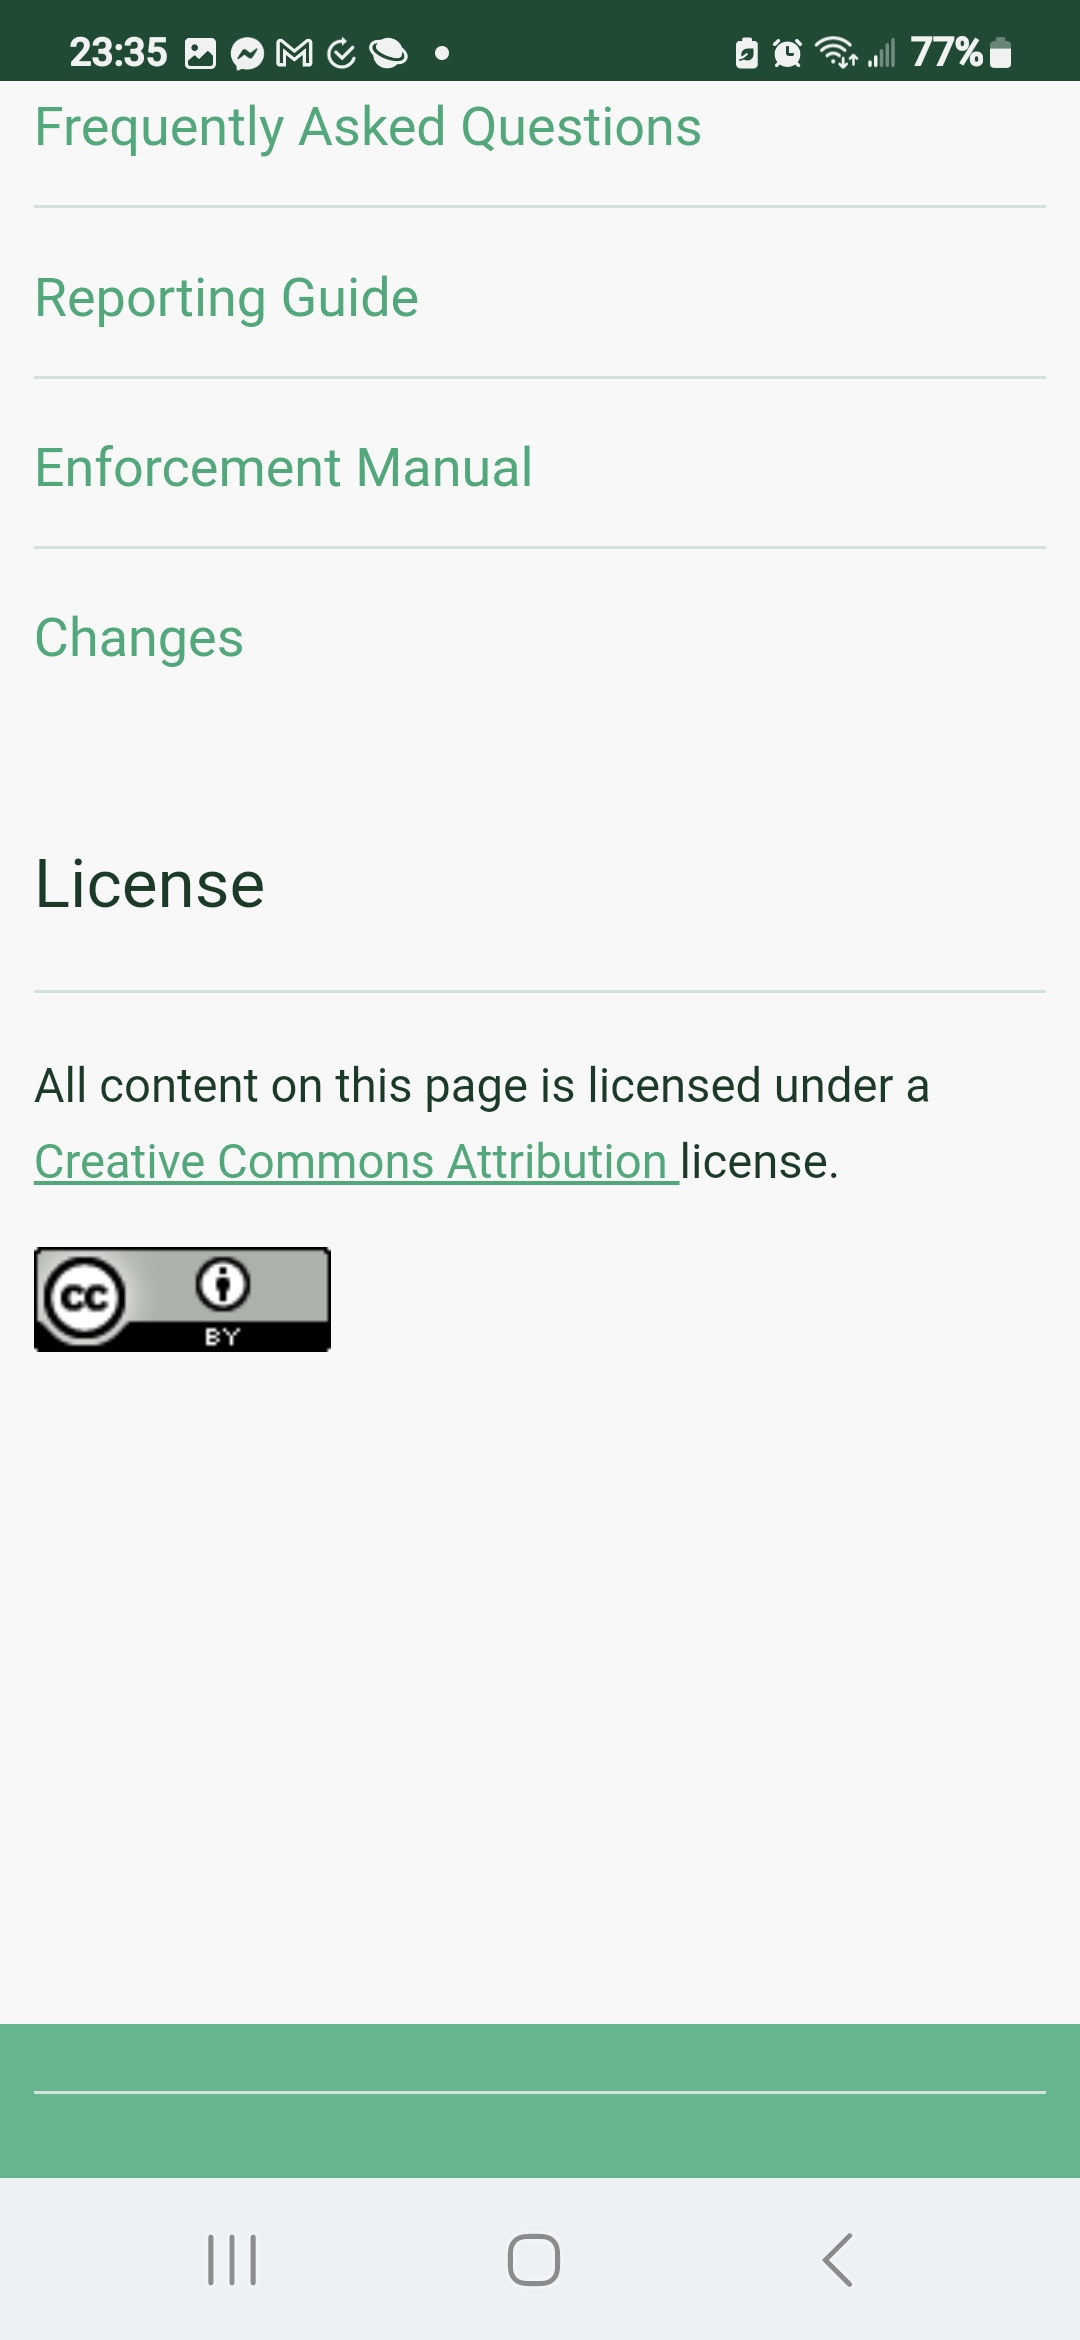 23:35 77%
Frequently Asked Questions
Reporting Guide
Enforcement Manual
Changes
License
All content on this page is licensed under a
Creative Commons Attribution license.
CC
BY